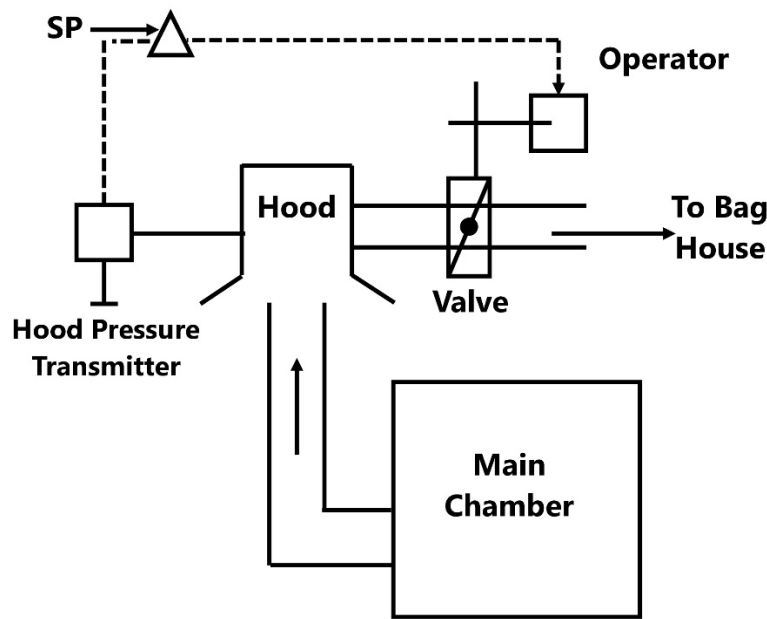 SP
Operator
Hood
To Bag
House
Valve
Hood Pressure
Transmitter
Main
Chamber